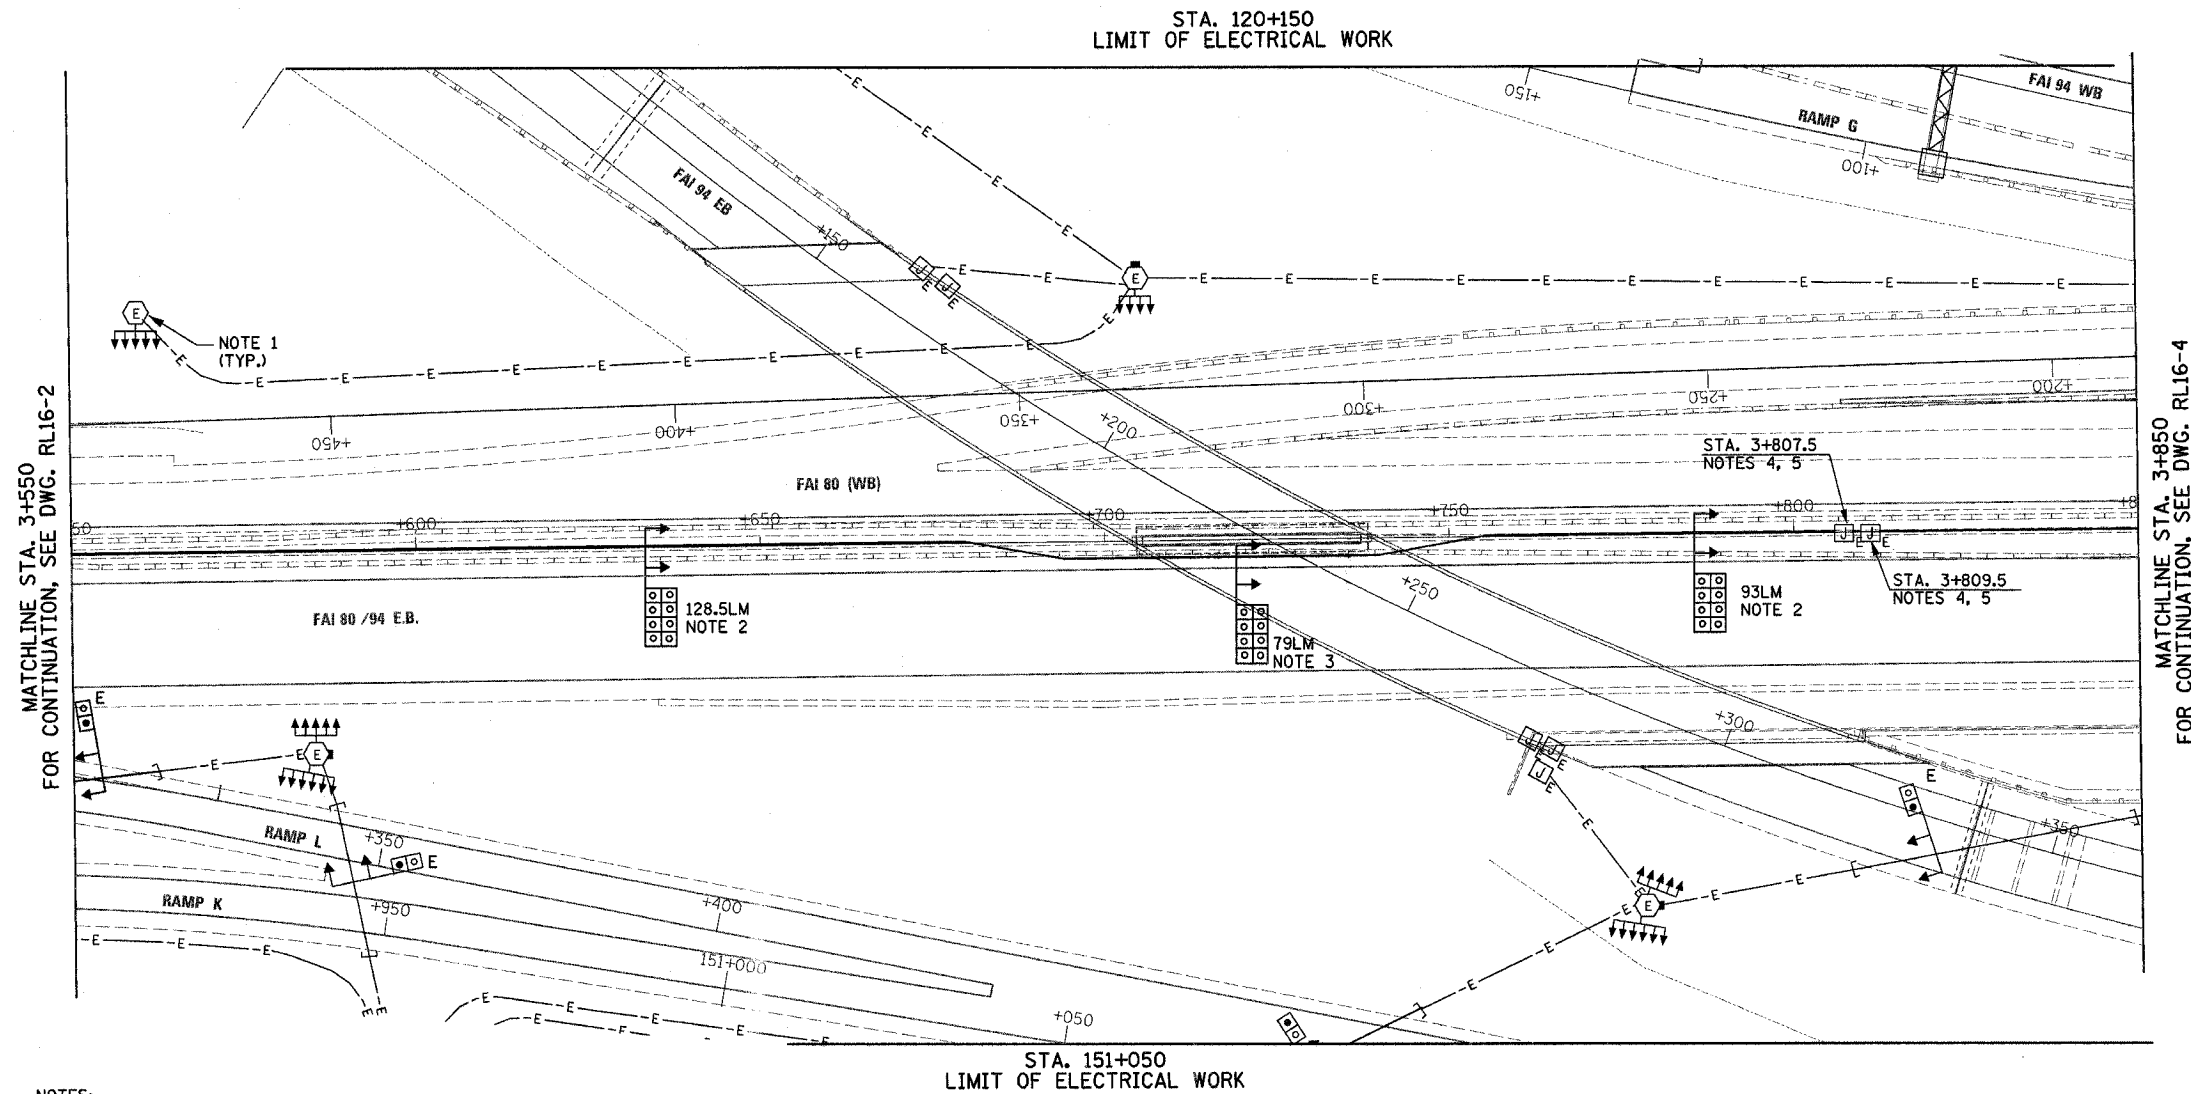 STA. 120+150
LIMIT OF ELECTRICAL WORK
FAI 94 WB
+150
RAMP G
+100
FAI 94 EB
+150
J
E
J
E
E
E
NOTE 1
(TYP.)
MATCHLINE STA. 3+550
FOR CONTINUATION, SEE DWG. RL16-2
MATCHLINE STA. 3+850
FOR CONTINUATION, SEE DWG. RL16-4
+450
+400
+350
+300
+250
+200
+200
STA. 3+807.5
NOTES 4, 5
FAI 80 (WB)
50
+600
+650
+700
+750
+800
+8
J
E
J
E
STA. 3+809.5
NOTES 4, 5
+250
128.5LM
NOTE 2
79LM
NOTE 3
93LM
NOTE 2
FAI 80 /94 E.B.
E
+300
J
J
E
J
E
E
E
E
+350
RAMP L
+350
E
RAMP K
+950
+400
151+000
E
+050
STA. 151+050
LIMIT OF ELECTRICAL WORK
NOTES: